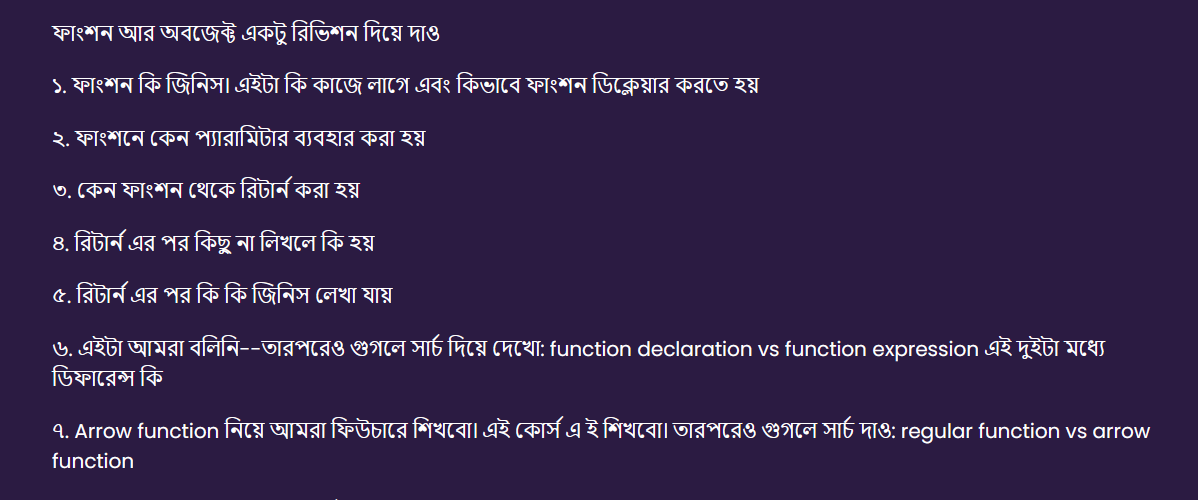 ফাংশন আর অবজেক্ট একটু রিভিশন দিয়ে দাও
১. ফাংশন কি জিনিস। এইটা কি কাজে লাগে এবং কিভাবে ফাংশন ডিক্লেয়ার করতে হয়
২. ফাংশনে কেন প্যারামিটার ব্যবহার করা হয়
৩. কেন ফাংশন থেকে রিটার্ন করা হয়
৪. রিটার্ন এর পর কিছু না লিখলে কি হয়
৫. রিটার্ন এর পর কি কি জিনিস লেখা যায়
৬. এইটা আমরা বলিনি--তারপরেও গুগলে সার্চ দিয়ে দেখো: function declaration vs function expression এই দুইটা মধ্যে
ডিফারেন্স কি
৭. Arrow function নিয়ে আমরা ফিউচারে শিখবো। এই কোর্স এ ই শিখবো। তারপরেও গুগলে সার্চ দাও: regular function vs arrow
function